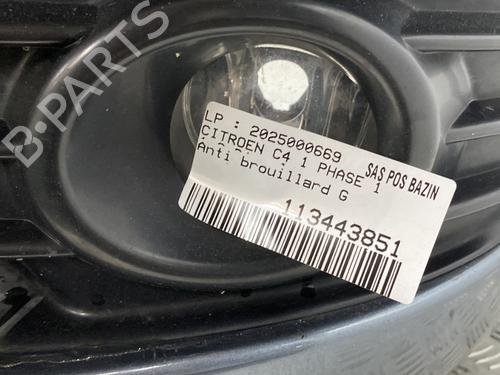 LP : 2025000669
SAS POS BAZIN
CITROEN C4 1 PHASE 1
Anti brouillard G
113443851
B-PARTS